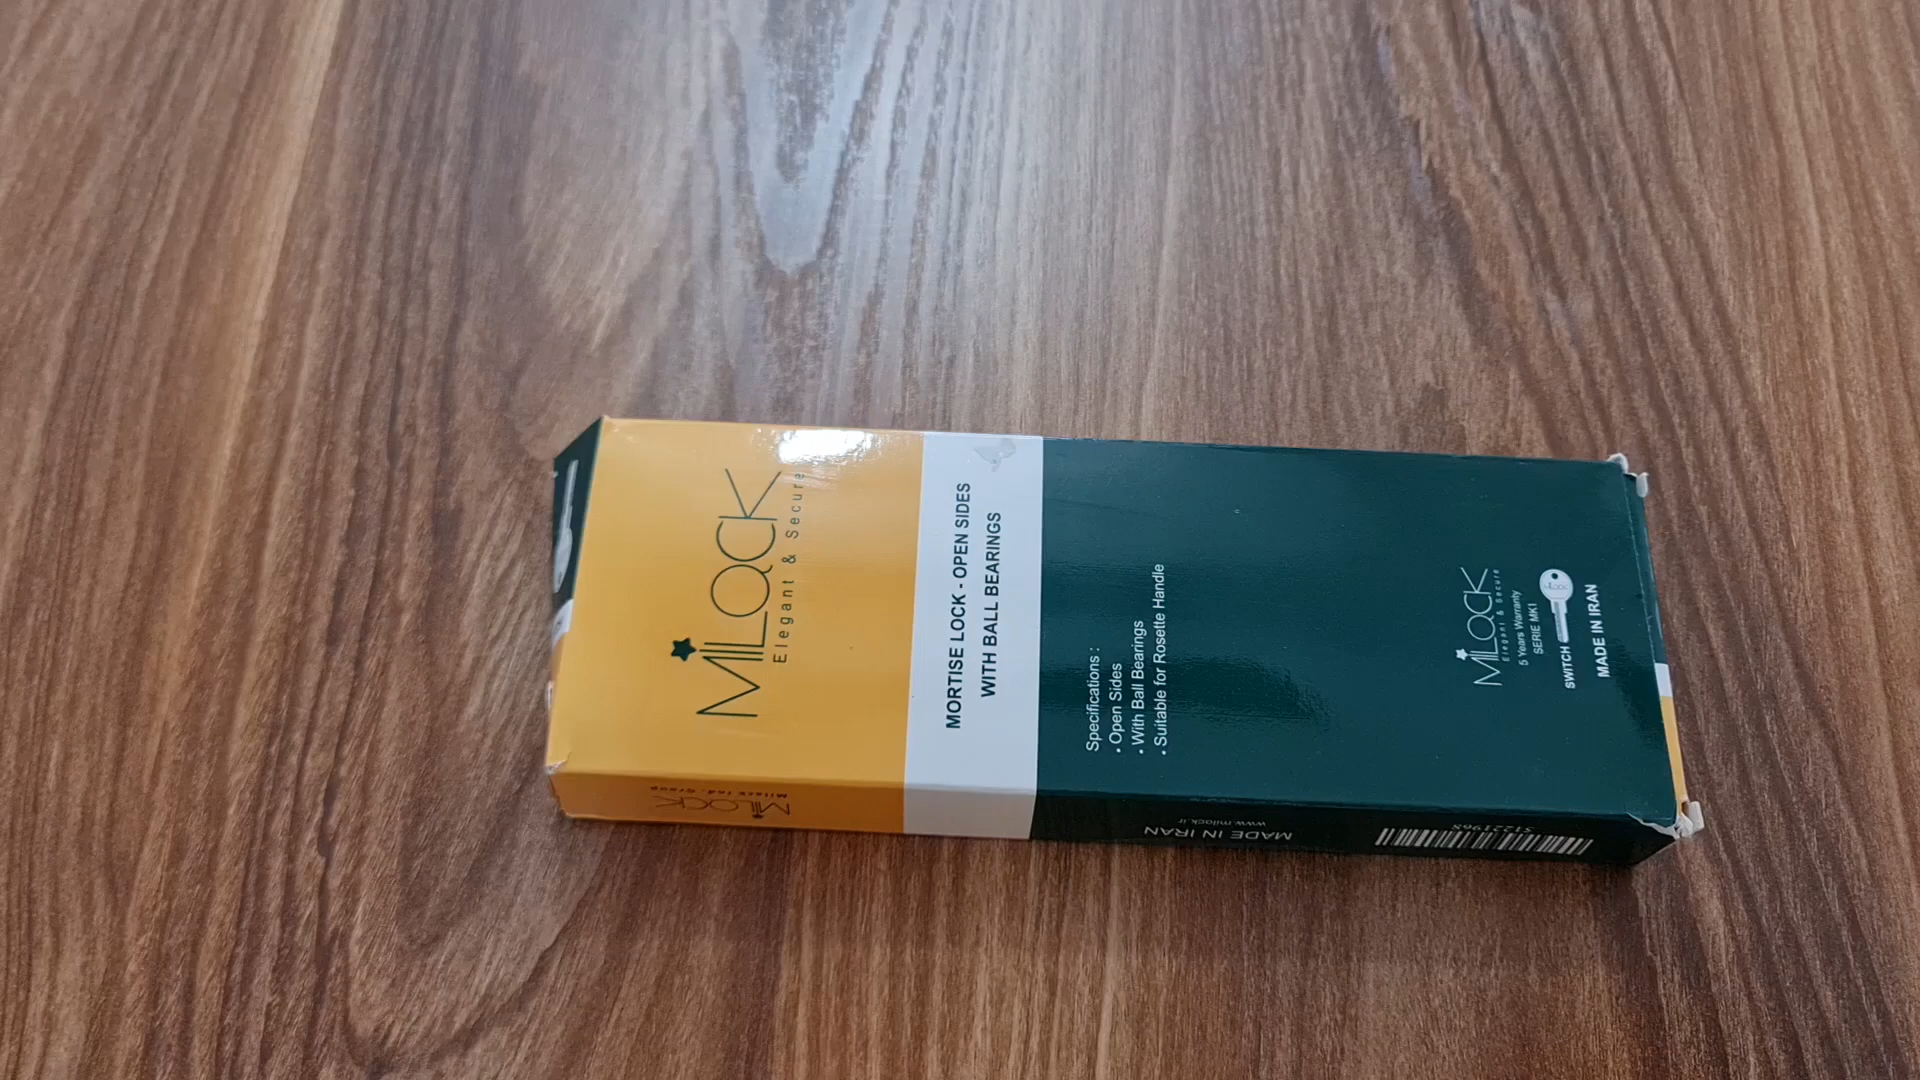 MILOCK
Elegant & Secure
MORTISE LOCK - OPEN SIDES
WITH BALL BEARINGS
Specifications :
• Open Sides
• With Ball Bearings
• Suitable for Rosette Handle
MILOCK
Elegant & Secure
5 Years Warranty
SERIE MK1
SWITCH
MADE IN IRAN
MILOCK
Milock Ind. Group
MADE IN IRAN
www.milock.ir
51221965